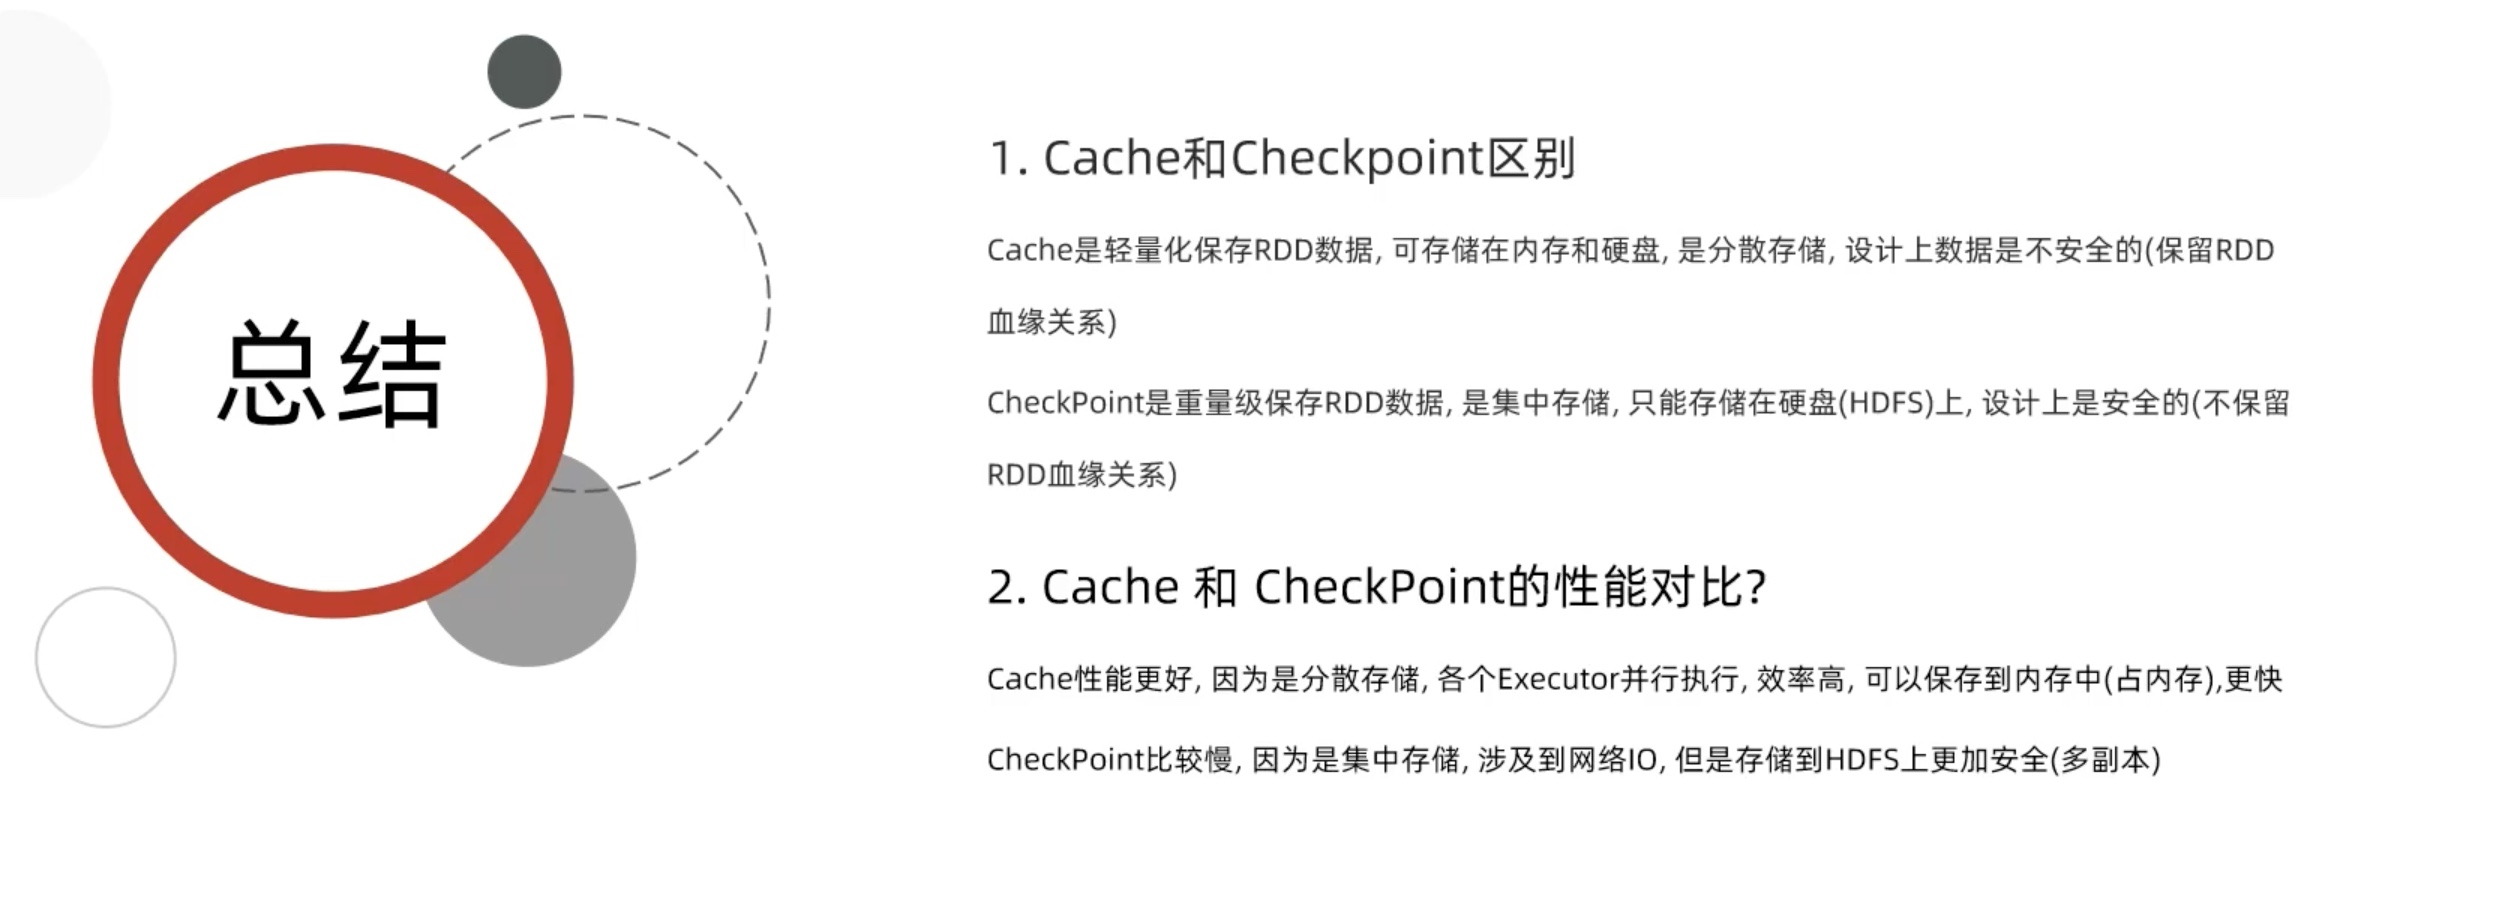 总结
1. Cache和Checkpoint区别
Cache是轻量化保存RDD数据, 可存储在内存和硬盘, 是分散存储, 设计上数据是不安全的(保留RDD
血缘关系)
CheckPoint是重量级保存RDD数据, 是集中存储, 只能存储在硬盘(HDFS)上, 设计上是安全的(不保留
RDD血缘关系)
2. Cache 和 CheckPoint的性能对比?
Cache性能更好, 因为是分散存储, 各个Executor并行执行, 效率高, 可以保存到内存中(占内存),更快
CheckPoint比较慢, 因为是集中存储, 涉及到网络IO, 但是存储到HDFS上更加安全(多副本)